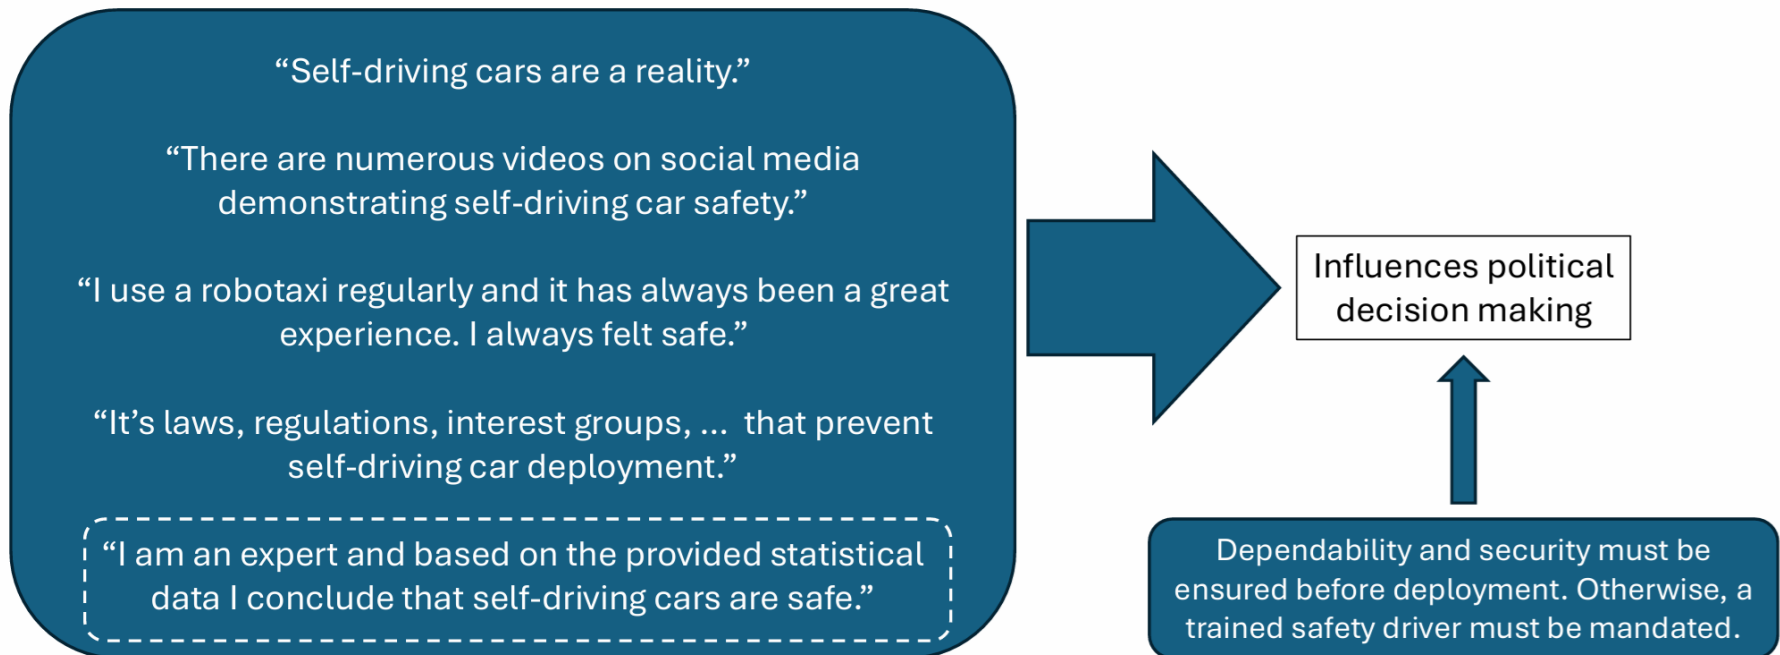 “Self-driving cars are a reality.”
“There are numerous videos on social media
demonstrating self-driving car safety.”
“I use a robotaxi regularly and it has always been a great
experience. I always felt safe.”
“It’s laws, regulations, interest groups, … that prevent
self-driving car deployment.”
“I am an expert and based on the provided statistical
data I conclude that self-driving cars are safe.”
Influences political
decision making
Dependability and security must be
ensured before deployment. Otherwise, a
trained safety driver must be mandated.